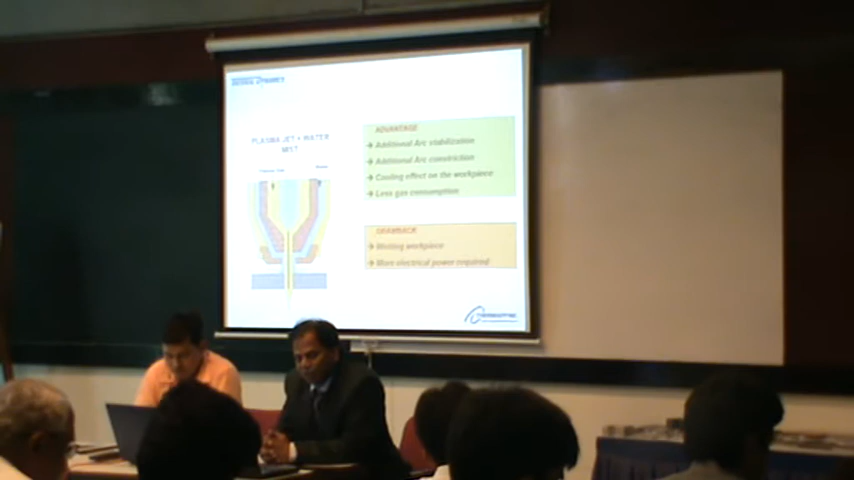 PLASMA JET + WATER
MIST
ADVANTAGE
→ Additional Arc stabilization
→ Additional Arc constriction
→ Cooling effect on the workpiece
→ Less gas consumption
DRAWBACK
→ Wetting workpiece
→ More electrical power required